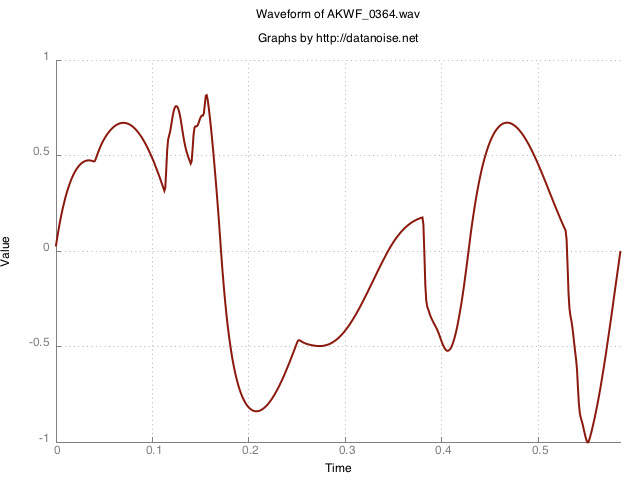 Waveform of AKWF_0364.wav
Graphs by http://datanoise.net
1
0.5
0
-0.5
-1
Value
0 0.1 0.2 0.3 0.4 0.5
Time